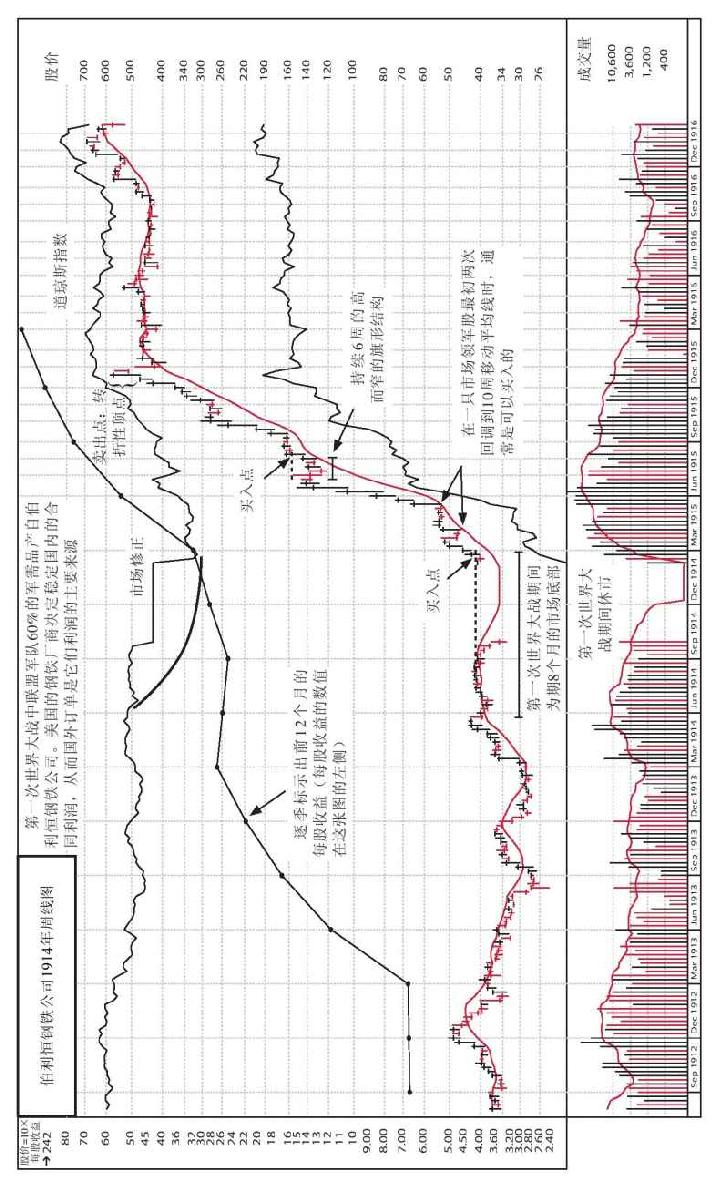 股价=10×
每股收益
→242
伯利恒钢铁公司1914年周线图
第一次世界大战中联盟军队60%的军需品产自伯
利恒钢铁公司。美国的钢铁厂商决定稳定国内的合
同利润，从而国外订单是它们利润的主要来源
股价
80
70
60
52
45
40
36
32
30
28
26
24
22
20
18
16
15
14
13
12
11
10
9.00
8.00
7.00
6.00
5.00
4.50
4.00
3.60
3.20
3.00
2.80
2.60
2.40
道琼斯指数
卖出点：转
折性顶点
市场修正
买入点
持续6周的高
而窄的旗形结构
逐季标示出前12个月的
每股收益（每股收益的数值
在这张图的左侧）
买入点
在一只市场领军股最初两次
回调到10周移动平均线时，通
常是可以买入的
第一次世界大战期间
为期8个月的市场底部
700
600
500
400
340
300
260
220
190
160
140
120
100
80
70
60
50
40
34
30
26
第一次世界大
战期间休市
成交量
10,600
3,600
1,200
400
Sep 1912
Dec 1912
Mar 1913
Jun 1913
Sep 1913
Dec 1913
Mar 1914
Jun 1914
Sep 1914
Dec 1914
Mar 1915
Jun 1915
Sep 1915
Dec 1915
Mar 1915
Jun 1916
Sep 1916
Dec 1916